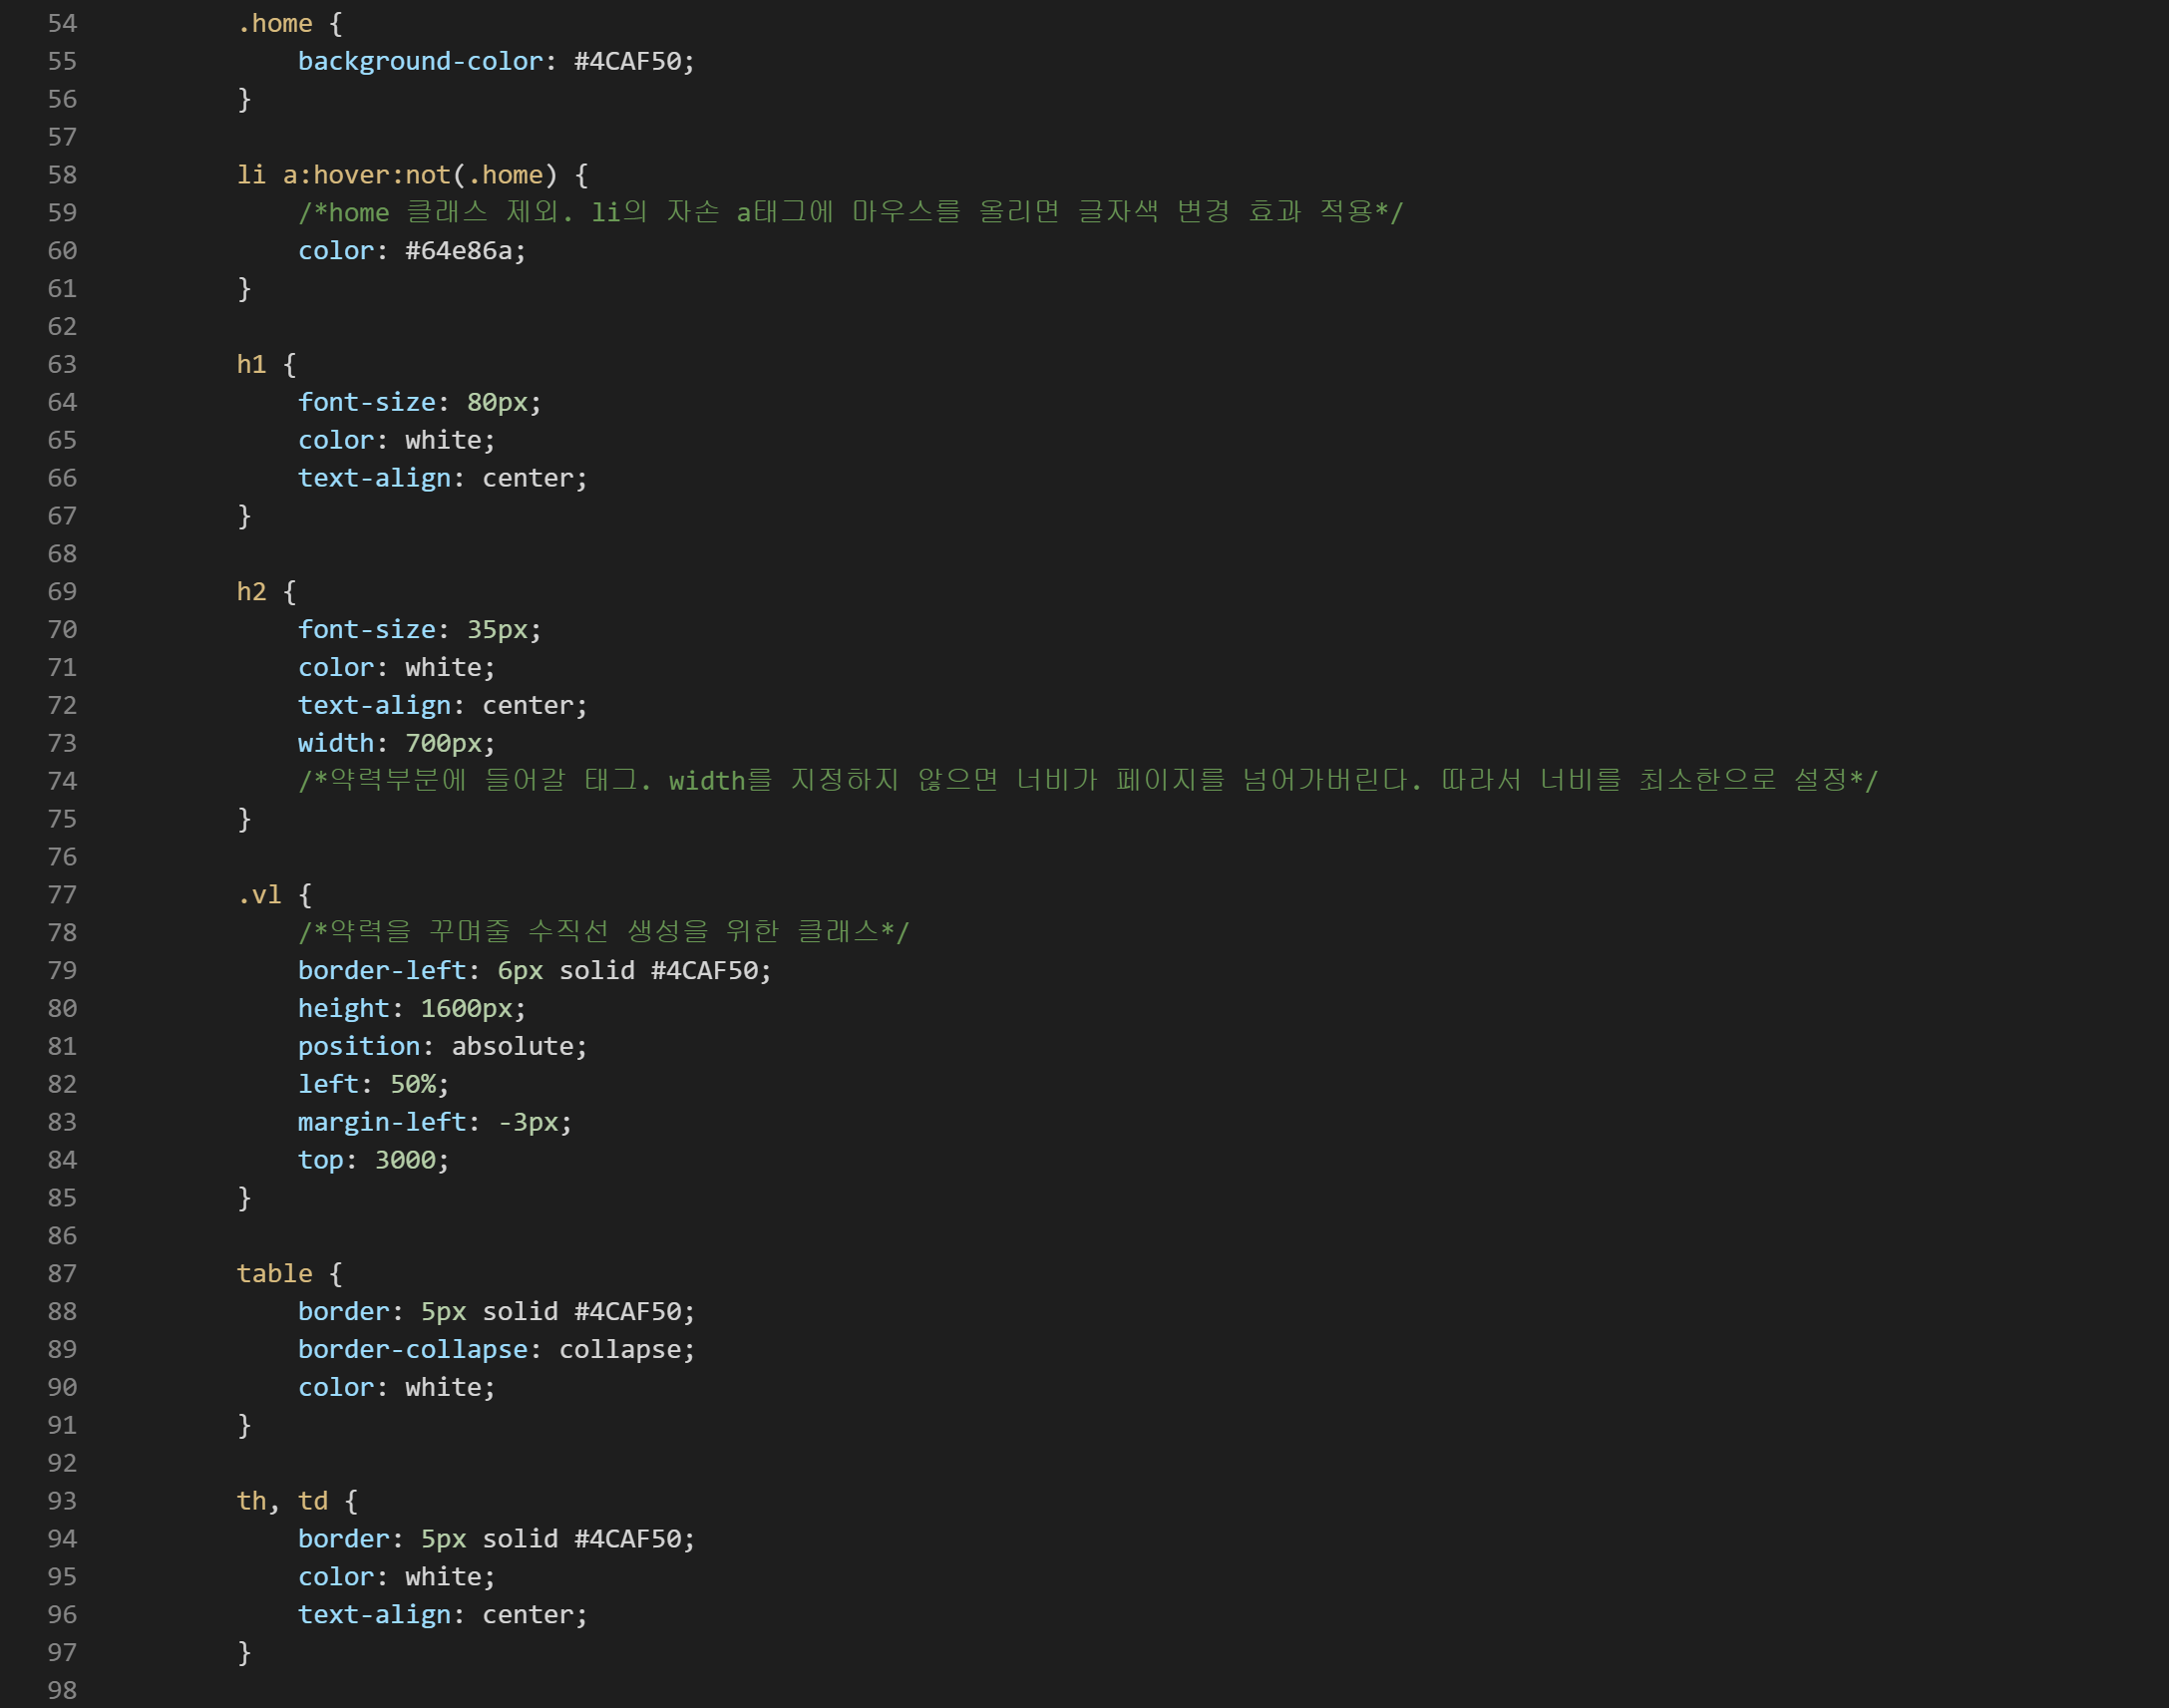 54 .home {
55 background-color: #4CAF50;
56 }
57
58 li a:hover:not(.home) {
59 /*home 클래스 제외. li의 자손 a태그에 마우스를 올리면 글자색 변경 효과 적용*/
60 color: #64e86a;
61 }
62
63 h1 {
64 font-size: 80px;
65 color: white;
66 text-align: center;
67 }
68
69 h2 {
70 font-size: 35px;
71 color: white;
72 text-align: center;
73 width: 700px;
74 /*약력부분에 들어갈 태그. width를 지정하지 않으면 너비가 페이지를 넘어가버린다. 따라서 너비를 최소한으로 설정*/
75 }
76
77 .vl {
78 /*약력을 꾸며줄 수직선 생성을 위한 클래스*/
79 border-left: 6px solid #4CAF50;
80 height: 1600px;
81 position: absolute;
82 left: 50%;
83 margin-left: -3px;
84 top: 3000;
85 }
86
87 table {
88 border: 5px solid #4CAF50;
89 border-collapse: collapse;
90 color: white;
91 }
92
93 th, td {
94 border: 5px solid #4CAF50;
95 color: white;
96 text-align: center;
97 }
98